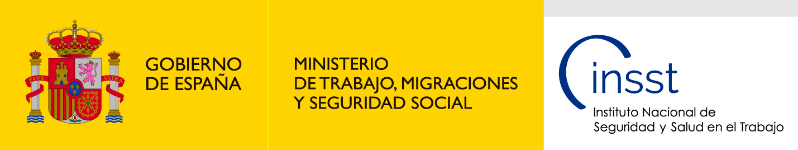 GOBIERNO
DE ESPAÑA
MINISTERIO
DE TRABAJO, MIGRACIONES
Y SEGURIDAD SOCIAL
insst
Instituto Nacional de
Seguridad y Salud en el Trabajo